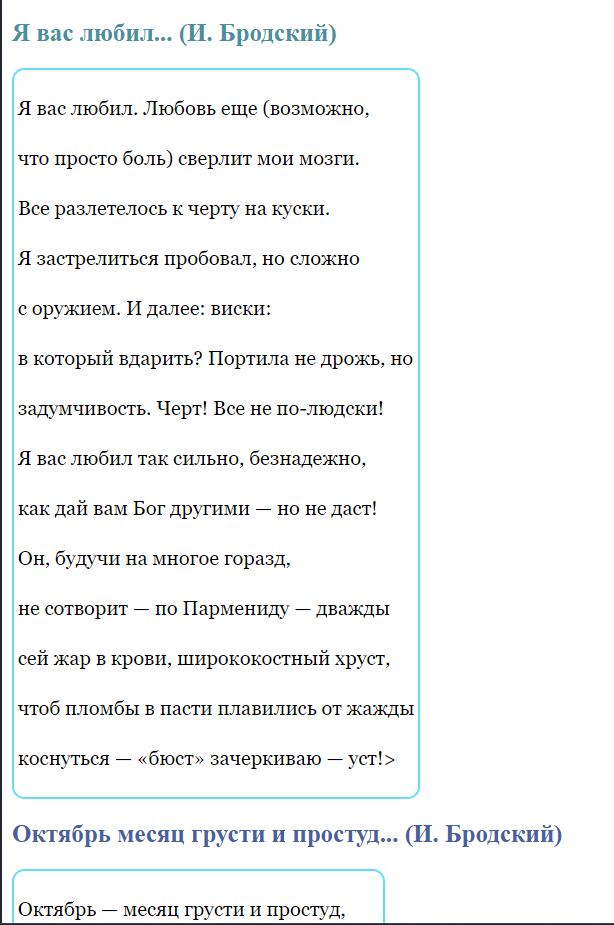 Я вас любил... (И. Бродский)
Я вас любил. Любовь еще (возможно,
что просто боль) сверлит мои мозги.
Все разлетелось к черту на куски.
Я застрелиться пробовал, но сложно
с оружием. И далее: виски:
в который вдарить? Портила не дрожь, но
задумчивость. Черт! Все не по-людски!
Я вас любил так сильно, безнадежно,
как дай вам Бог другими — но не даст!
Он, будучи на многое горазд,
не сотворит — по Пармениду — дважды
сей жар в крови, ширококостный хруст,
чтоб пломбы в пасти плавились от жажды
коснуться — «бюст» зачеркиваю — уст!>
Октябрь месяц грусти и простуд... (И. Бродский)
Октябрь — месяц грусти и простуд,